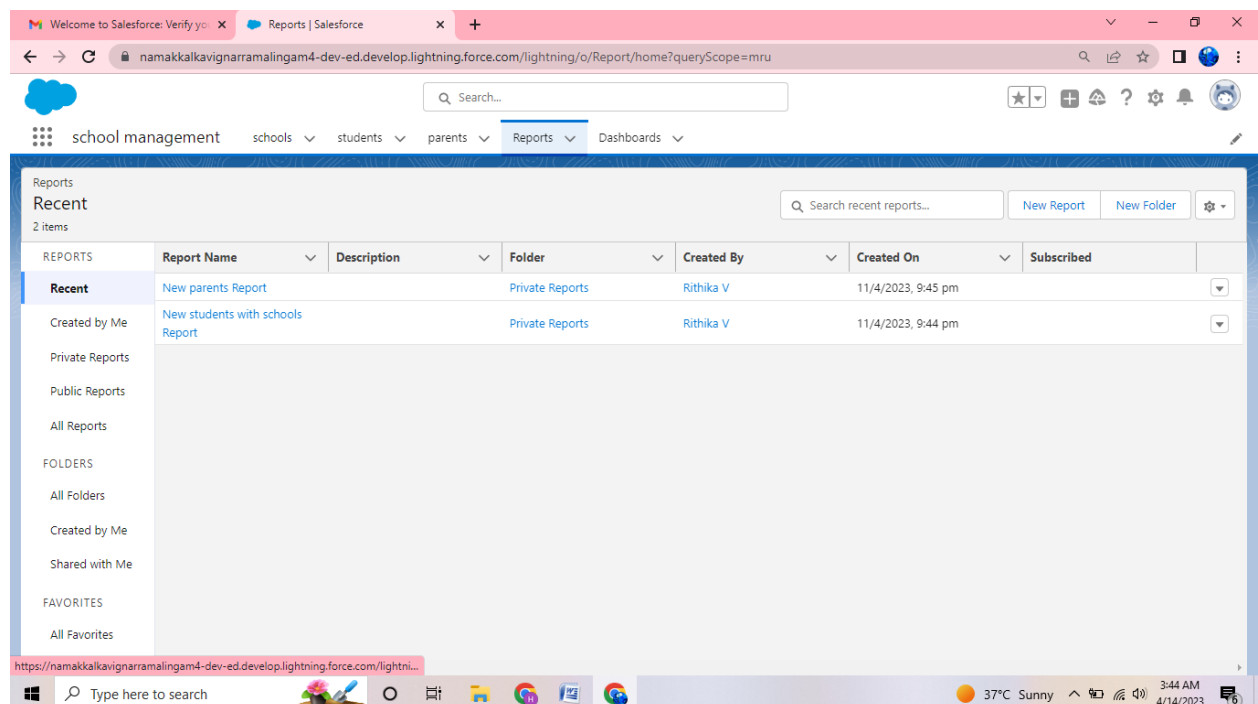 Welcome to Salesforce: Verify yo
Reports | Salesforce
namakkalkavignarramalingam4-dev-ed.develop.lightning.force.com/lightning/o/Report/home?queryScope=mru
Search...
school management
schools
students
parents
Reports
Dashboards
Reports
Recent
2 items
Search recent reports...
New Report
New Folder
REPORTS
Recent
Created by Me
Private Reports
Public Reports
All Reports
FOLDERS
All Folders
Created by Me
Shared with Me
FAVORITES
All Favorites
Report Name Description Folder Created By Created On Subscribed
New parents Report Private Reports Rithika V 11/4/2023, 9:45 pm
New students with schools
Report Private Reports Rithika V 11/4/2023, 9:44 pm
https://namakkalkavignarramalingam4-dev-ed.develop.lightning.force.com/lightni...
Type here to search
37°C Sunny
3:44 AM
4/14/2023
6